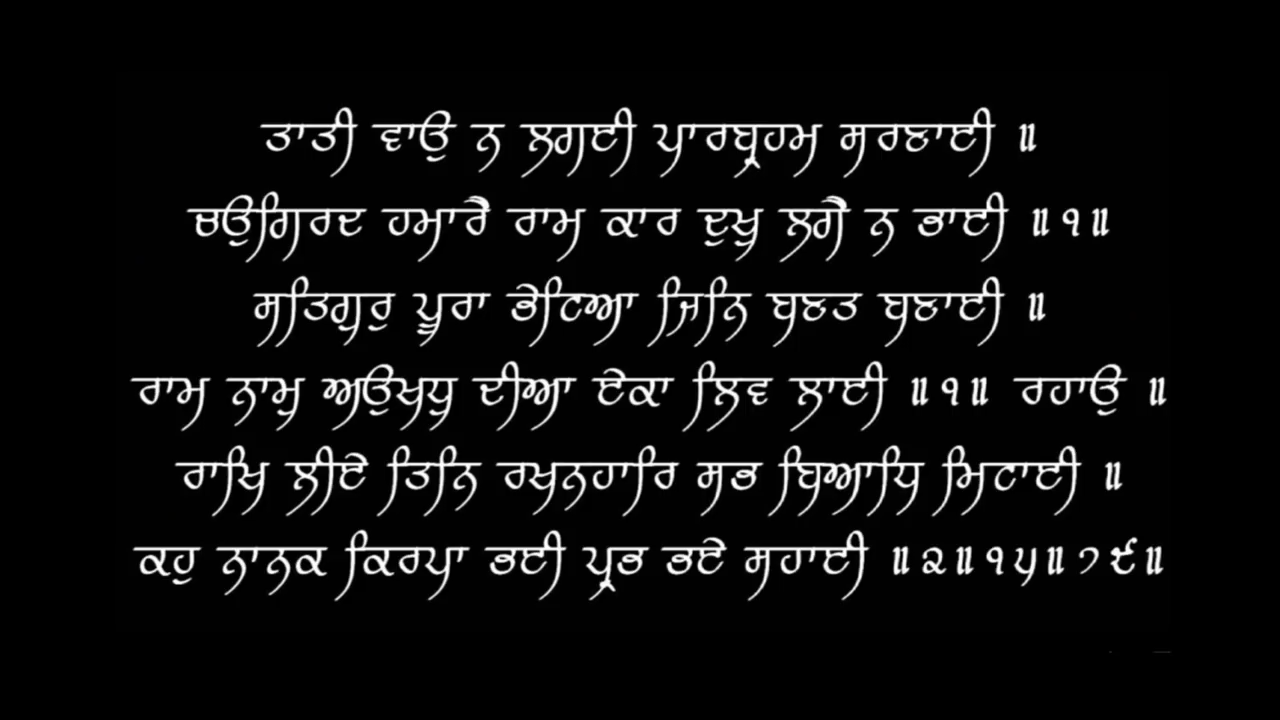 ਤਾਤੀ ਵਾਉ ਨ ਲਗਈ ਪਾਰਬ੍ਰਹਮ ਸਰਣਾਈ ॥
ਚਉਗਿਰਦ ਹਮਾਰੈ ਰਾਮ ਕਾਰ ਦੁਖੁ ਲਗੈ ਨ ਭਾਈ ॥੧॥
ਸਤਿਗੁਰੁ ਪੂਰਾ ਭੇਟਿਆ ਜਿਨਿ ਬਣਤ ਬਣਾਈ ॥
ਰਾਮ ਨਾਮੁ ਅਉਖਧੁ ਦੀਆ ਏਕਾ ਲਿਵ ਲਾਈ ॥੧॥ ਰਹਾਉ ॥
ਰਾਖਿ ਲੀਏ ਤਿਨਿ ਰਖਨਹਾਰਿ ਸਭ ਬਿਆਧਿ ਮਿਟਾਈ ॥
ਕਹੁ ਨਾਨਕ ਕਿਰਪਾ ਭਈ ਪ੍ਰਭ ਭਏ ਸਹਾਈ ॥੨॥੧੫॥੭੯॥